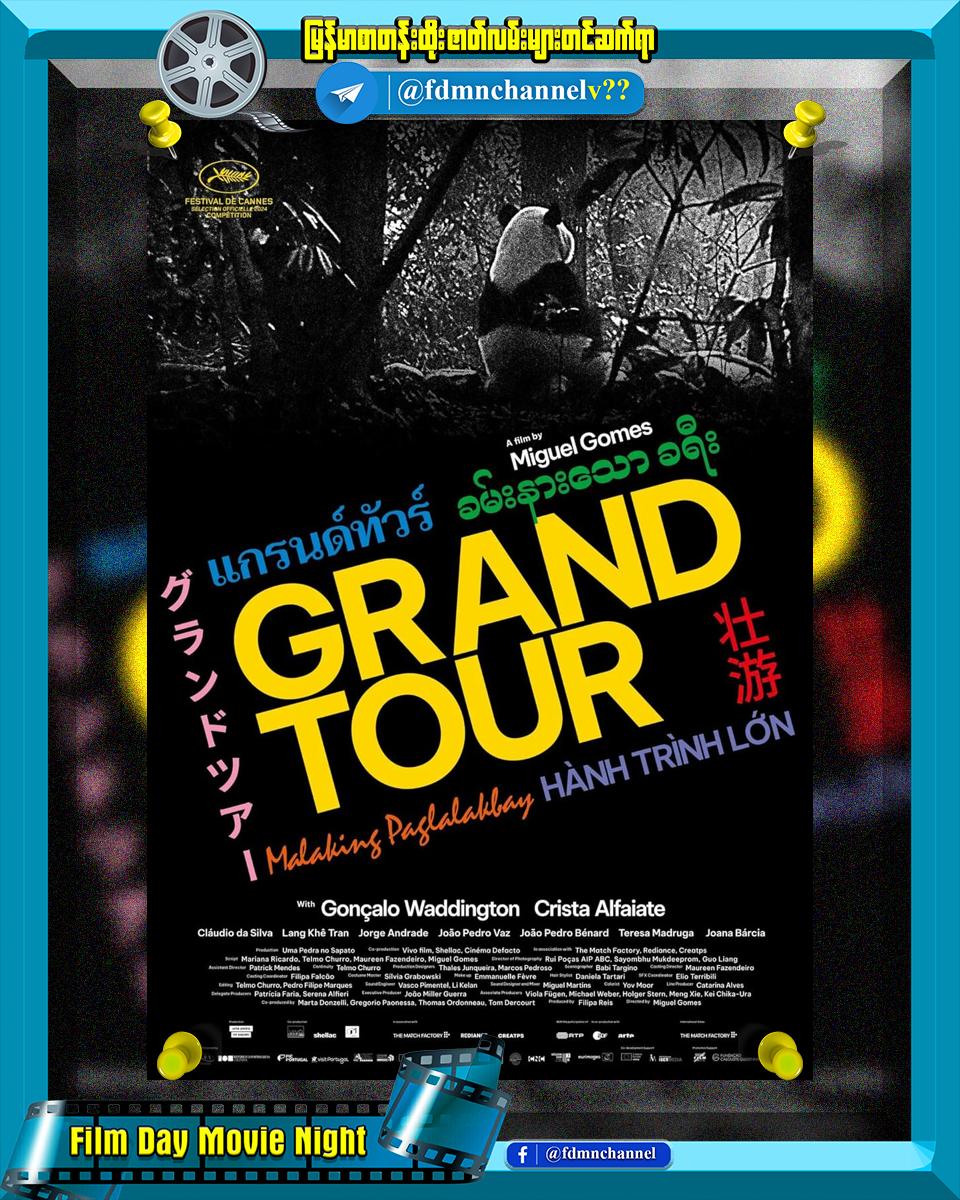 မြန်မာစာတန်းထိုးဇာတ်လမ်းများတင်ဆက်ရာ
@fdmnchannelv??
FESTIVAL DE CANNES
SÉLECTION OFFICIELLE 2024
COMPÉTITION
A film by
Miguel Gomes
ခမ်းနားသော ခရီး
แกรนด์ทัวร์
GRAND
TOUR
グランドツアー
壮游
HÀNH TRÌNH LỚN
Malaking Paglalakbay
With Gonçalo Waddington Crista Alfaiate
Cláudio da Silva Lang Khê Tran Jorge Andrade João Pedro Vaz João Pedro Bénard Teresa Madruga Joana Bárcia
Production Uma Pedra no Sapato Co-production Vivo film, Shellac, Cinéma Defacto In association with The Match Factory, Rediance, Creatps
Script Mariana Ricardo, Telmo Churro, Maureen Fazendeiro, Miguel Gomes Director of Photography Rui Poças AIP ABC, Sayombhu Mukdeeprom, Guo Liang
Assistant Director Patrick Mendes Continuity Telmo Churro Production Designers Thales Junqueira, Marcos Pedroso Scenographer Babi Targino Casting Director Maureen Fazendeiro
Casting Coordinator Filipa Falcão Costume Master Sílvia Grabowski Make-up Emmanuelle Fèvre Hair Stylist Daniela Tartari SFX Coordinator Elio Terribili
Editing Telmo Churro, Pedro Filipe Marques Sound Engineer Vasco Pimentel, Li Kelan Sound Designer and Mixer Miguel Martins Colorist Yov Moor Line Producer Catarina Alves
Delegate Producers Patrícia Faria, Serena Alfieri Executive Producer João Miller Guerra Associate Producers Viola Fügen, Michael Weber, Holger Stern, Meng Xie, Kei Chika-Ura
Co-produced by Marta Donzelli, Gregorio Paonessa, Thomas Ordonneau, Tom Dercourt Produced by Filipa Reis Directed by Miguel Gomes
shellac THE MATCH FACTORY REDIANCE CREATPS RTP ZDF arte
Film Day Movie Night
@fdmnchannel